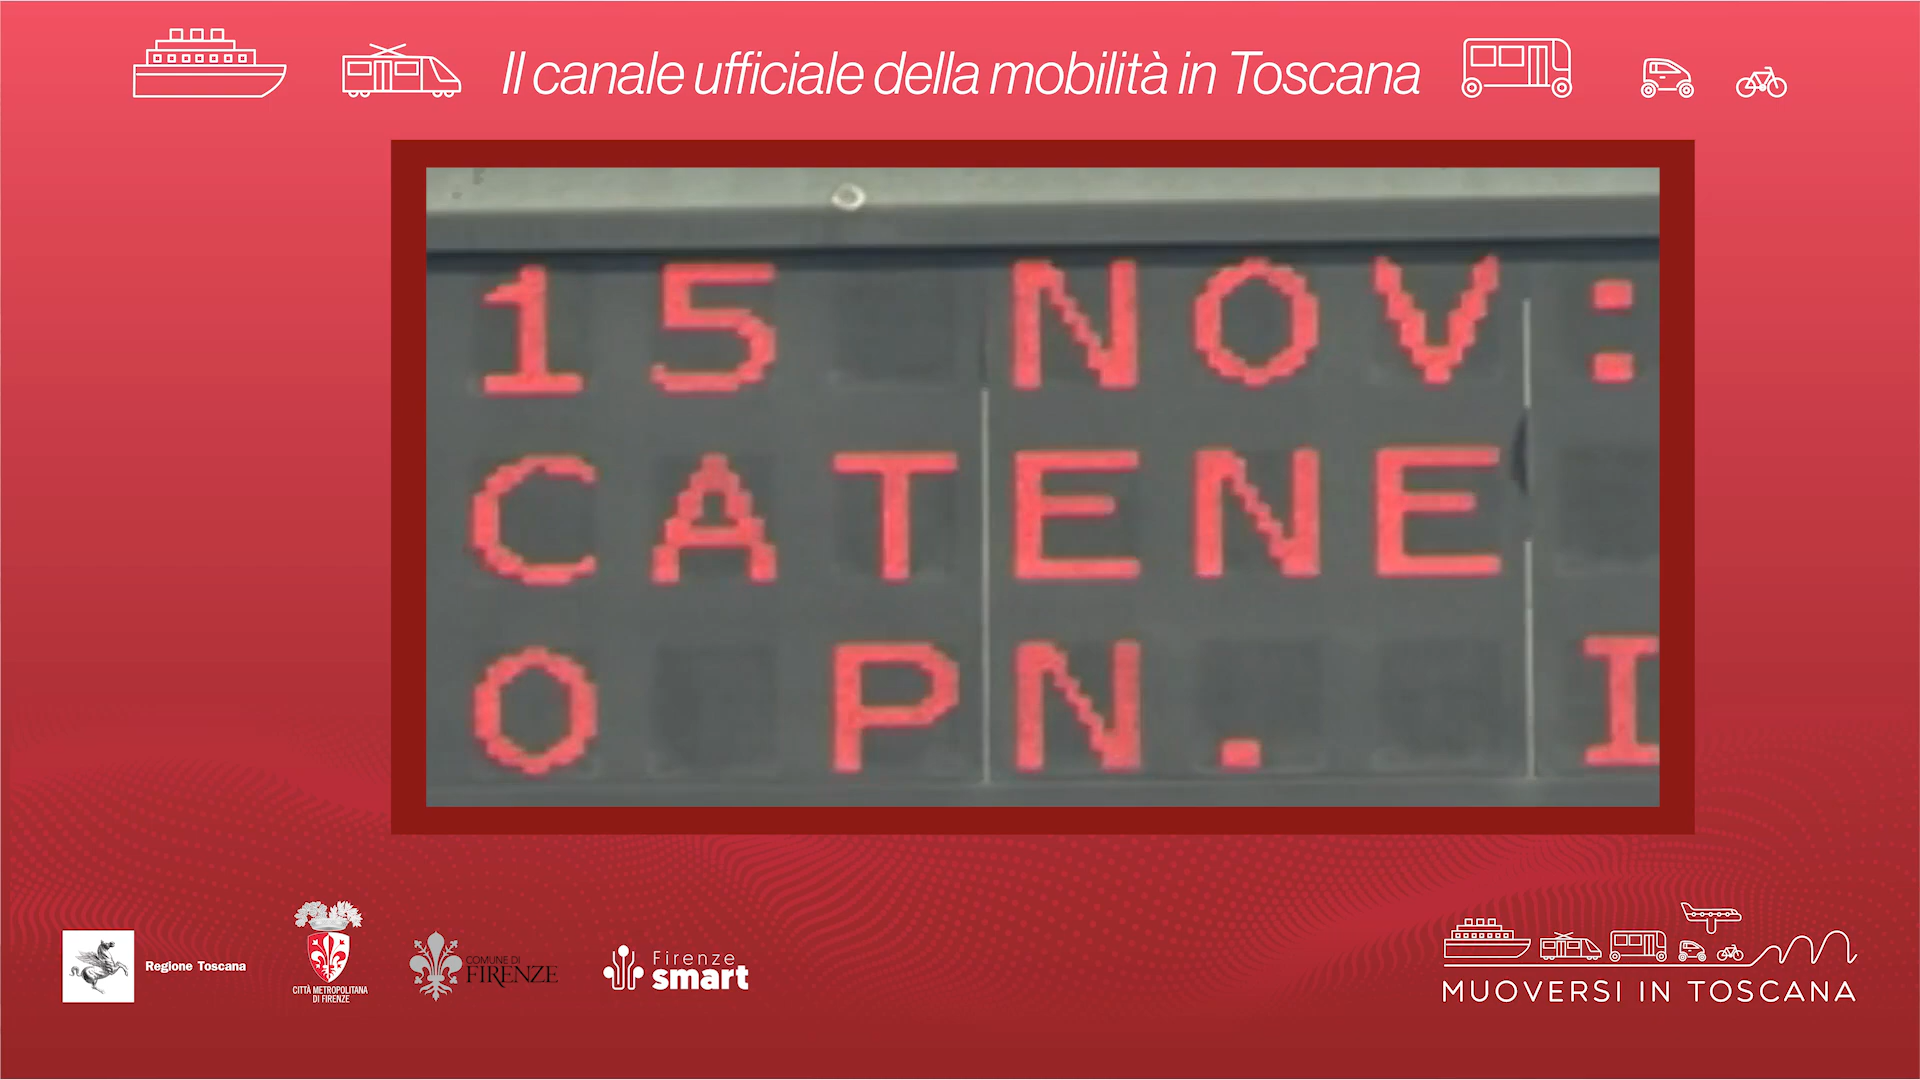 Il canale ufficiale della mobilità in Toscana
15 NOV:
CATENE
O PN. I
Regione Toscana
CITTÀ METROPOLITANA
DI FIRENZE
COMUNE DI
FIRENZE
Firenze
smart
MUOVERSI IN TOSCANA